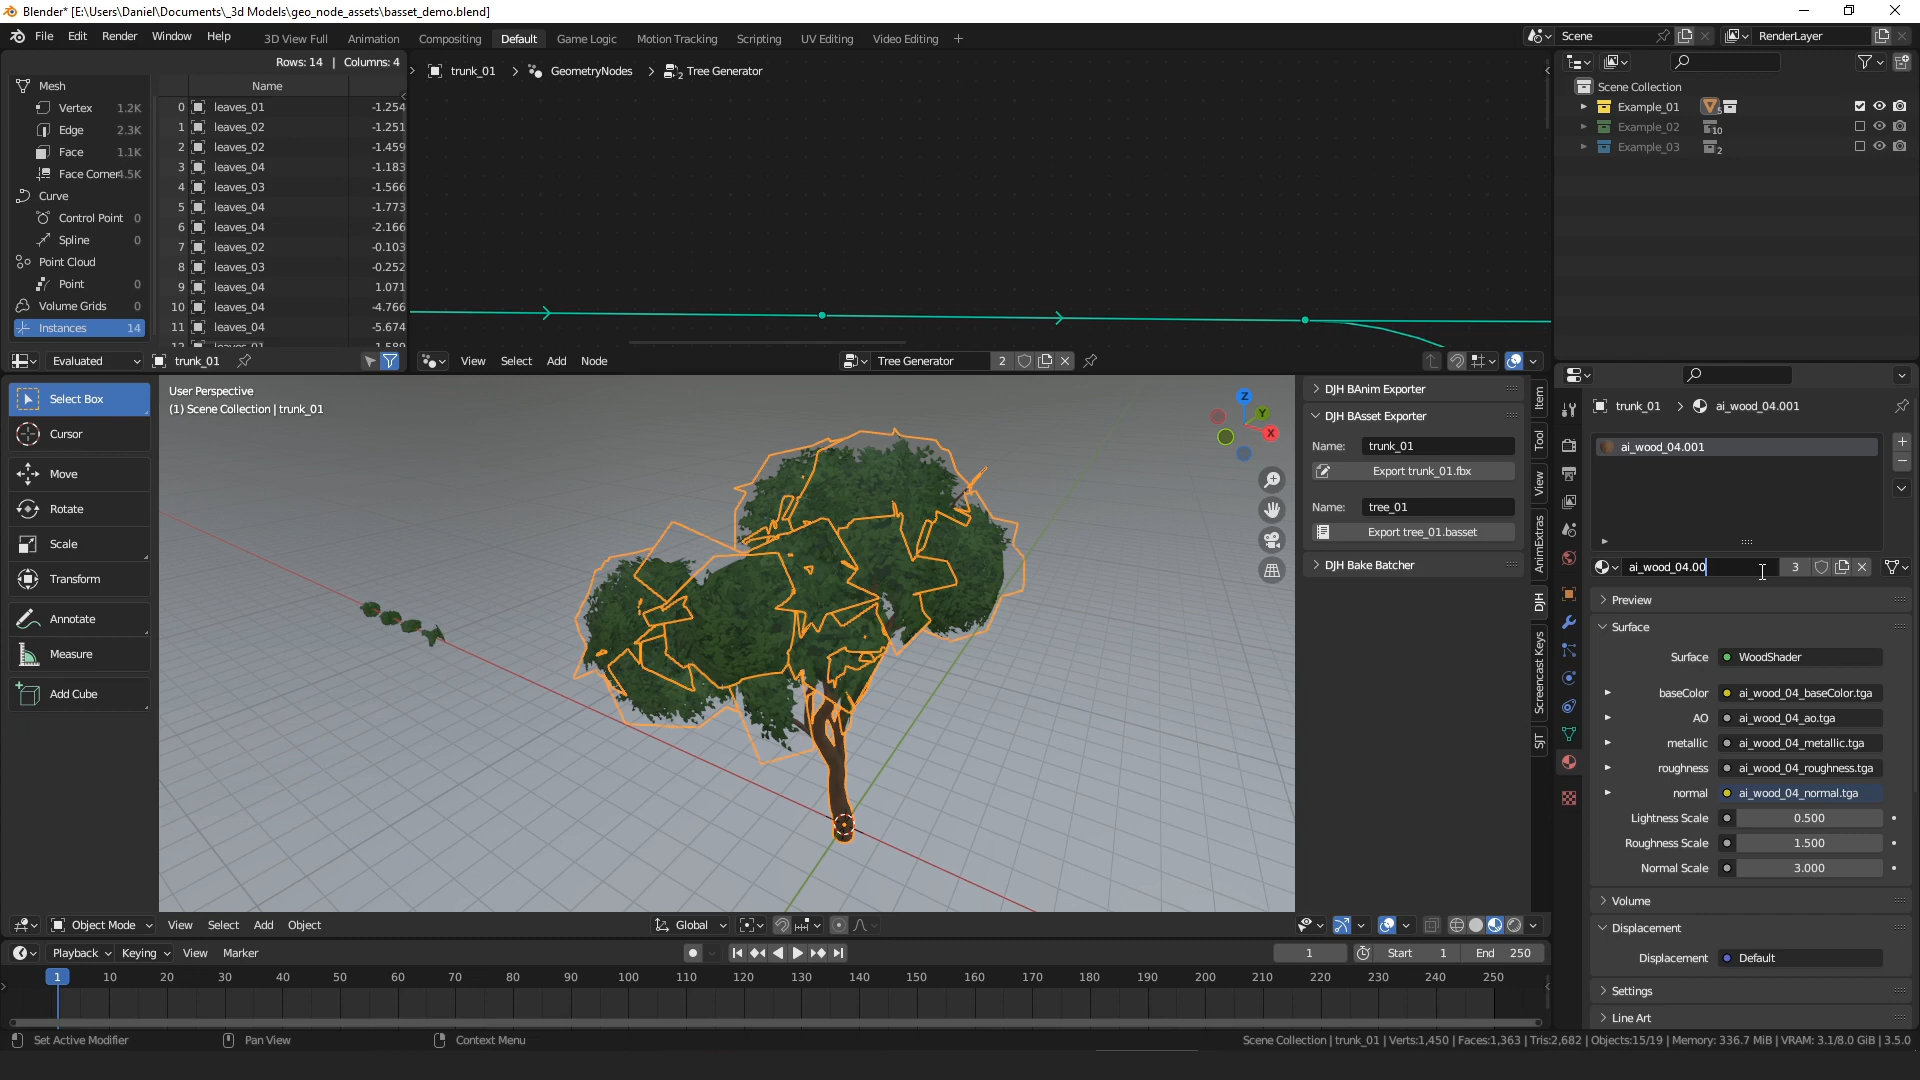 Blender* [E:\Users\Daniel\Documents\_3d Models\geo_node_assets\basset_demo.blend]
File Edit Render Window Help 3D View Full Animation Compositing Default Game Logic Motion Tracking Scripting UV Editing Video Editing + Scene RenderLayer
Rows: 14 | Columns: 4
trunk_01 > GeometryNodes > Tree Generator
Mesh
Vertex 1.2K
Edge 2.3K
Face 1.1K
Face Corner 4.5K
Curve
Control Point 0
Spline 0
Point Cloud
Point 0
Volume Grids 0
Instances 14
Name
0 leaves_01 -1.254
1 leaves_02 -1.251
2 leaves_02 -1.459
3 leaves_04 -1.183
4 leaves_03 -1.566
5 leaves_04 -1.773
6 leaves_04 -2.166
7 leaves_02 -0.103
8 leaves_03 -0.252
9 leaves_04 1.071
10 leaves_04 -4.766
11 leaves_04 -5.674
12 leaves_01 -1.589
Evaluated trunk_01
View Select Add Node Tree Generator 2
Scene Collection
Example_01 5
Example_02 10
Example_03 2
Select Box
Cursor
Move
Rotate
Scale
Transform
Annotate
Measure
Add Cube
User Perspective
(1) Scene Collection | trunk_01
Z
Y
X
DJH BAnim Exporter
DJH BAsset Exporter
Name: trunk_01
Export trunk_01.fbx
Name: tree_01
Export tree_01.basset
DJH Bake Batcher
Item
Tool
View
AnimExtras
DJH
Screencast Keys
SJT
trunk_01 > ai_wood_04.001
ai_wood_04.001
ai_wood_04.00 3
Preview
Surface
Surface WoodShader
baseColor ai_wood_04_baseColor.tga
AO ai_wood_04_ao.tga
metallic ai_wood_04_metallic.tga
roughness ai_wood_04_roughness.tga
normal ai_wood_04_normal.tga
Lightness Scale 0.500
Roughness Scale 1.500
Normal Scale 3.000
Volume
Displacement
Displacement Default
Settings
Line Art
Object Mode View Select Add Object Global
Playback Keying View Marker 1 Start 1 End 250
1 10 20 30 40 50 60 70 80 90 100 110 120 130 140 150 160 170 180 190 200 210 220 230 240 250
Set Active Modifier Pan View Context Menu Scene Collection | trunk_01 | Verts:1,450 | Faces:1,363 | Tris:2,682 | Objects:15/19 | Memory: 336.7 MiB | VRAM: 3.1/8.0 GiB | 3.5.0